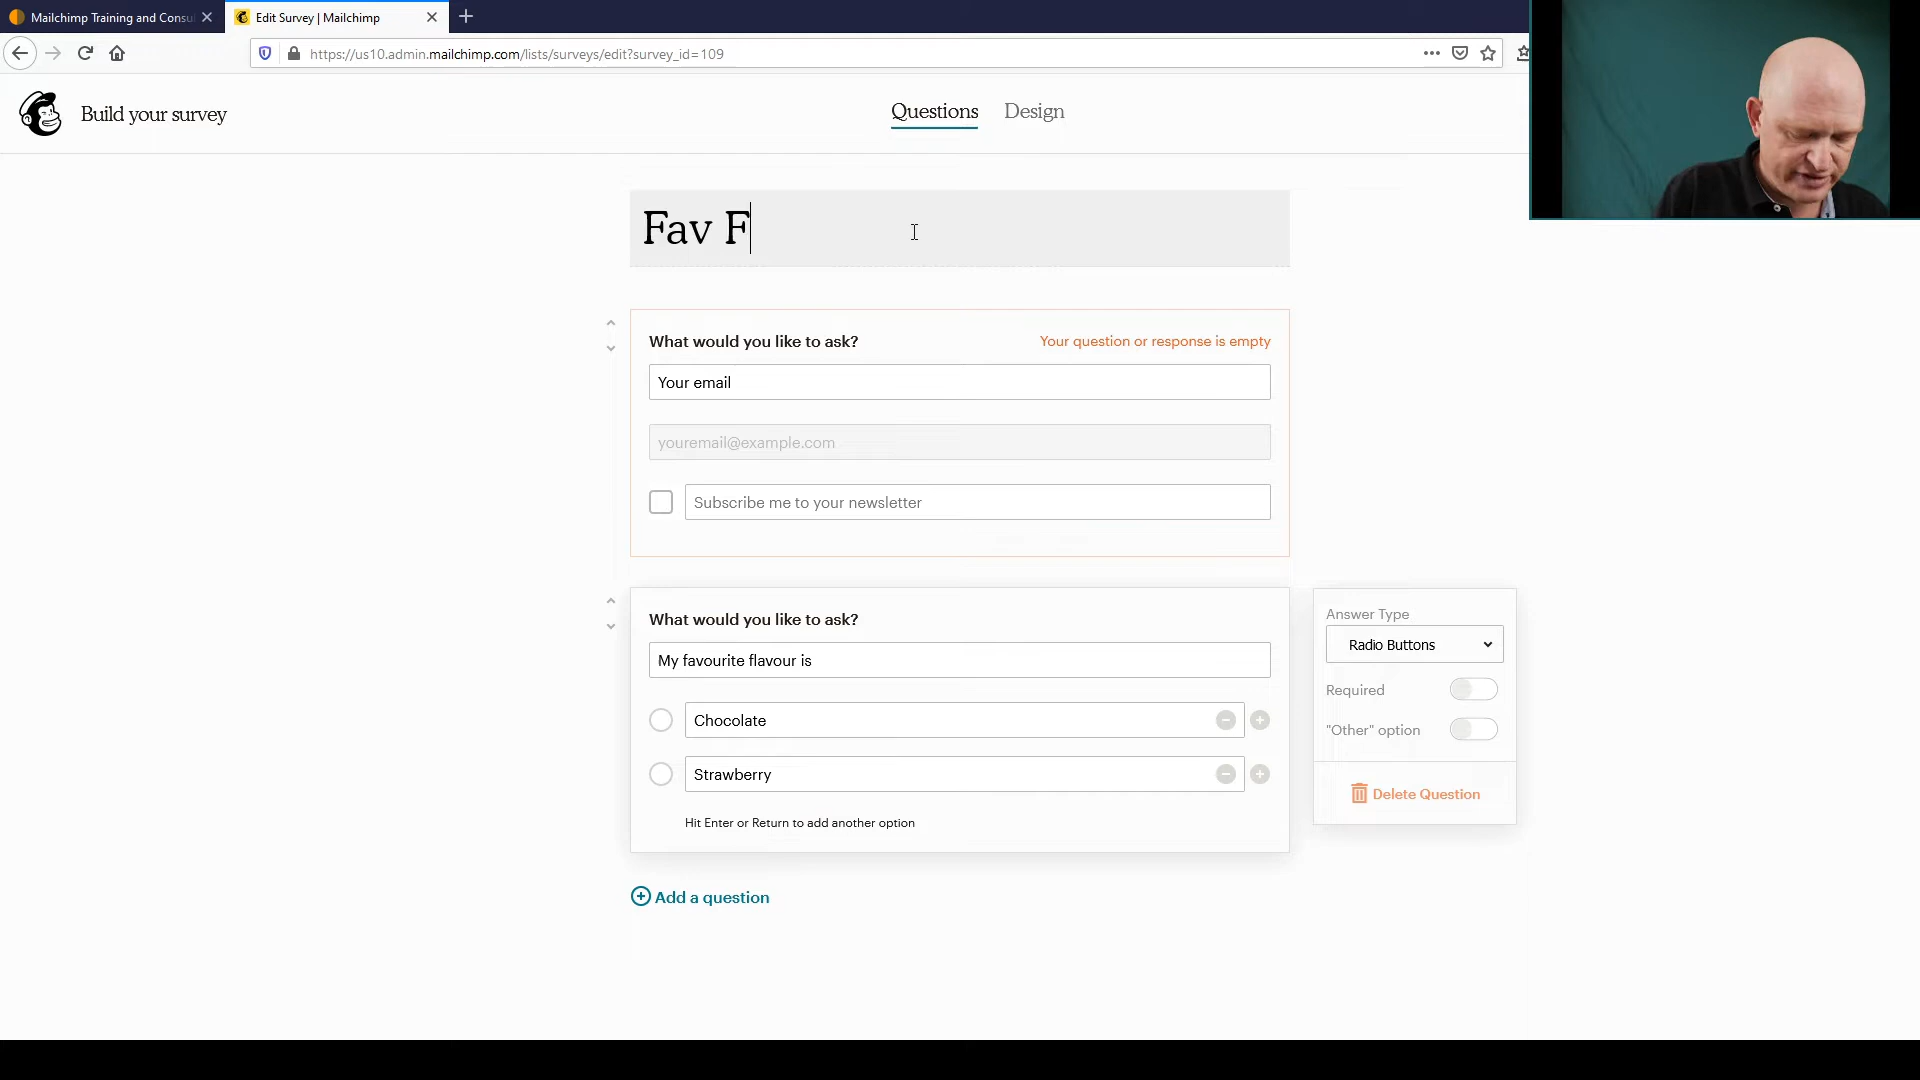 Mailchimp Training and Consu
Edit Survey | Mailchimp
https://us10.admin.mailchimp.com/lists/surveys/edit?survey_id=109
Build your survey
Questions
Design
Fav F
What would you like to ask?
Your question or response is empty
Your email
youremail@example.com
Subscribe me to your newsletter
What would you like to ask?
My favourite flavour is
Chocolate
Strawberry
Hit Enter or Return to add another option
Answer Type
Radio Buttons
Required
"Other" option
Delete Question
Add a question